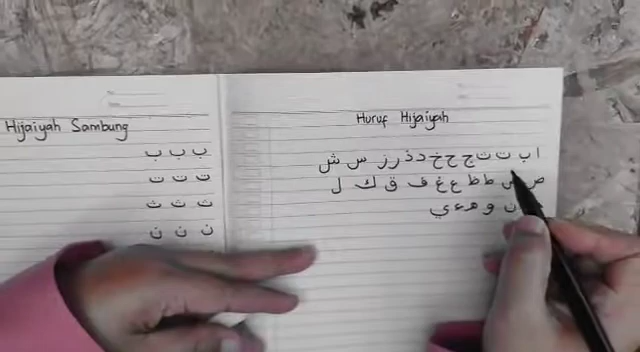 Hijaiyah Sambung
ب ب ب
ت ت ت
ث ث ث
ن ن ن
Huruf Hijaiyah
ا ب ت ث ج ح خ د ذ ر ز س ش
ص ط ظ ع غ ف ق ك ل
ن و ه ء ي